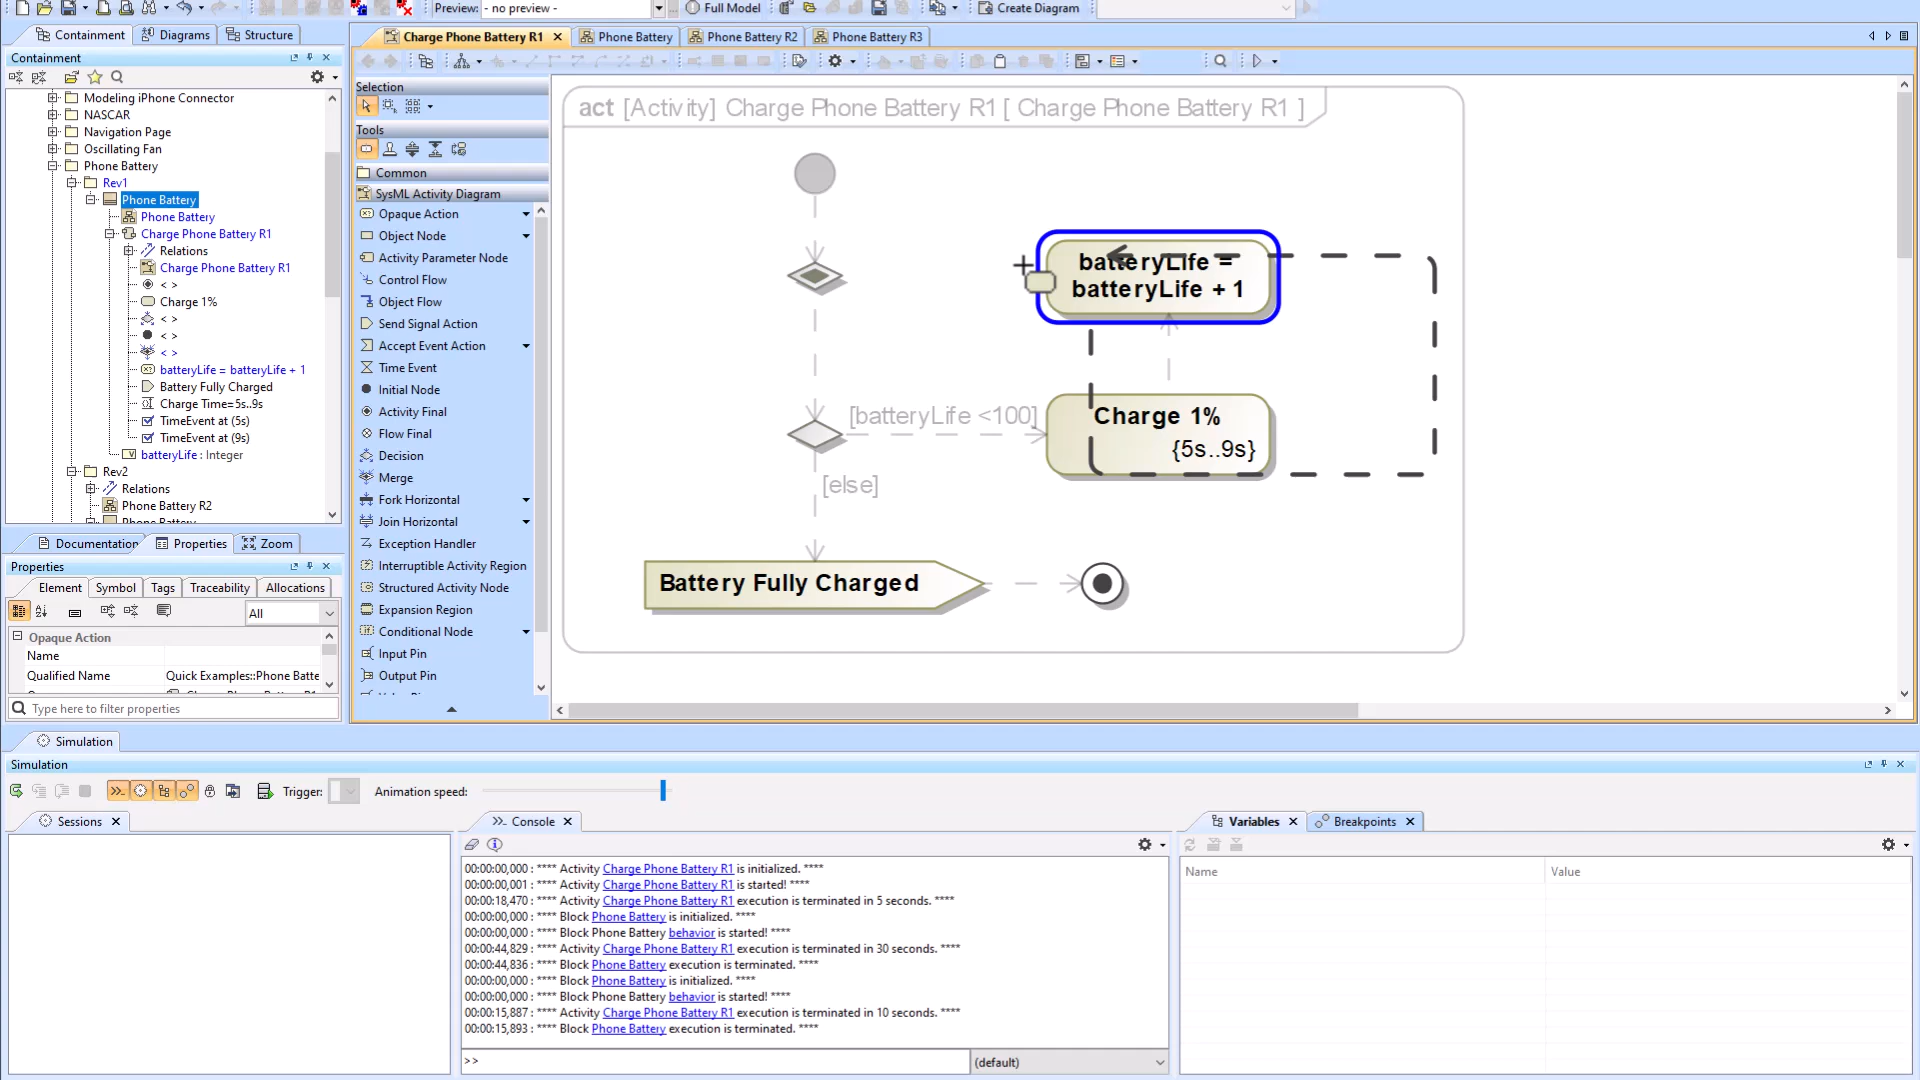 Preview: - no preview -
Full Model
Create Diagram
Containment
Diagrams
Structure
Charge Phone Battery R1
Phone Battery
Phone Battery R2
Phone Battery R3
Containment
Modeling iPhone Connector
NASCAR
Navigation Page
Oscillating Fan
Phone Battery
Rev1
Phone Battery
Phone Battery
Charge Phone Battery R1
Relations
Charge Phone Battery R1
< >
Charge 1%
< >
< >
< >
batteryLife = batteryLife + 1
Battery Fully Charged
Charge Time=5s..9s
TimeEvent at (5s)
TimeEvent at (9s)
batteryLife : Integer
Rev2
Relations
Phone Battery R2
Documentation
Properties
Zoom
Properties
Element
Symbol
Tags
Traceability
Allocations
All
Opaque Action
Name
Qualified Name
Quick Examples::Phone Batte
Type here to filter properties
Selection
Tools
Common
SysML Activity Diagram
Opaque Action
Object Node
Activity Parameter Node
Control Flow
Object Flow
Send Signal Action
Accept Event Action
Time Event
Initial Node
Activity Final
Flow Final
Decision
Merge
Fork Horizontal
Join Horizontal
Exception Handler
Interruptible Activity Region
Structured Activity Node
Expansion Region
Conditional Node
Input Pin
Output Pin
act [Activity] Charge Phone Battery R1 [ Charge Phone Battery R1 ]
batteryLife =
batteryLife + 1
[batteryLife <100]
Charge 1%
{5s..9s}
[else]
Battery Fully Charged
Simulation
Simulation
Trigger:
Animation speed:
Sessions
Console
00:00:00,000 : **** Activity Charge Phone Battery R1 is initialized. ****
00:00:00,001 : **** Activity Charge Phone Battery R1 is started! ****
00:00:18,470 : **** Activity Charge Phone Battery R1 execution is terminated in 5 seconds. ****
00:00:00,000 : **** Block Phone Battery is initialized. ****
00:00:00,000 : **** Block Phone Battery behavior is started! ****
00:00:44,829 : **** Activity Charge Phone Battery R1 execution is terminated in 30 seconds. ****
00:00:44,836 : **** Block Phone Battery execution is terminated. ****
00:00:00,000 : **** Block Phone Battery is initialized. ****
00:00:00,000 : **** Block Phone Battery behavior is started! ****
00:00:15,887 : **** Activity Charge Phone Battery R1 execution is terminated in 10 seconds. ****
00:00:15,893 : **** Block Phone Battery execution is terminated. ****
>>
(default)
Variables
Breakpoints
Name
Value